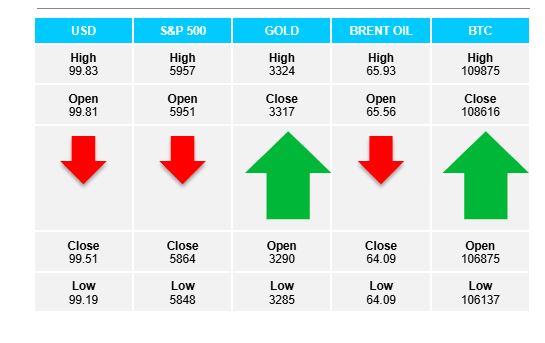 USD S&P 500 GOLD BRENT OIL BTC
High High High High High
99.83 5957 3324 65.93 109875
Open Open Close Open Close
99.81 5951 3317 65.56 108616
Close Close Open Close Open
99.51 5864 3290 64.09 106875
Low Low Low Low Low
99.19 5848 3285 64.09 106137